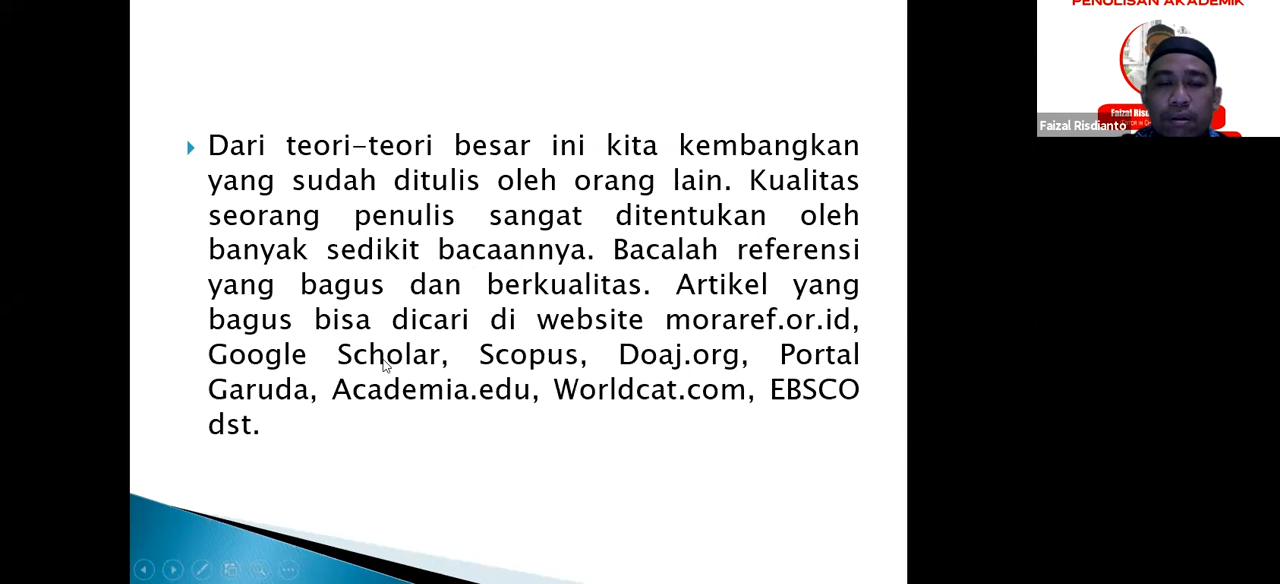 Dari teori-teori besar ini kita kembangkan
yang sudah ditulis oleh orang lain. Kualitas
seorang penulis sangat ditentukan oleh
banyak sedikit bacaannya. Bacalah referensi
yang bagus dan berkualitas. Artikel yang
bagus bisa dicari di website moraref.or.id,
Google Scholar, Scopus, Doaj.org, Portal
Garuda, Academia.edu, Worldcat.com, EBSCO
dst.
PENULISAN AKADEMIK
Faizal
Faizal Risdianto